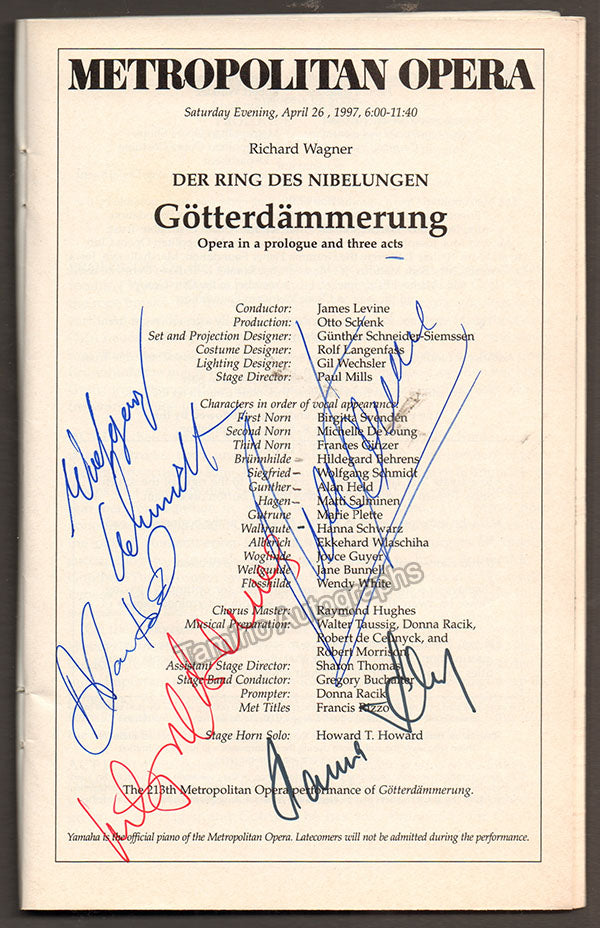 METROPOLITAN OPERA
Saturday Evening, April 26 , 1997, 6:00-11:40
Richard Wagner
DER RING DES NIBELUNGEN
Götterdämmerung
Opera in a prologue and three acts
Conductor: James Levine
Production: Otto Schenk
Set and Projection Designer: Günther Schneider-Siemssen
Costume Designer: Rolf Langenfass
Lighting Designer: Gil Wechsler
Stage Director: Paul Mills
Characters in order of vocal appearance:
First Norn Birgitta Svenden
Second Norn Michelle DeYoung
Third Norn Frances Ginzer
Brünnhilde Hildegard Behrens
Siegfried Wolfgang Schmidt
Gunther Alan Held
Hagen Matti Salminen
Gutrune Marie Plette
Waltraute Hanna Schwarz
Alberich Ekkehard Wlaschiha
Woglinde Joyce Guyer
Wellgunde Jane Bunnell
Flosshilde Wendy White
Chorus Master: Raymond Hughes
Musical Preparation: Walter Taussig, Donna Racik,
Robert de Ceunyck, and
Robert Morrison
Assistant Stage Director: Sharon Thomas
Stage Band Conductor: Gregory Buchalter
Prompter: Donna Racik
Met Titles Francis Rizzo
Stage Horn Solo: Howard T. Howard
The 213th Metropolitan Opera performance of Götterdämmerung.
Yamaha is the official piano of the Metropolitan Opera. Latecomers will not be admitted during the performance.
Wolfgang
Schmidt
Hanna
Tamino Autographs